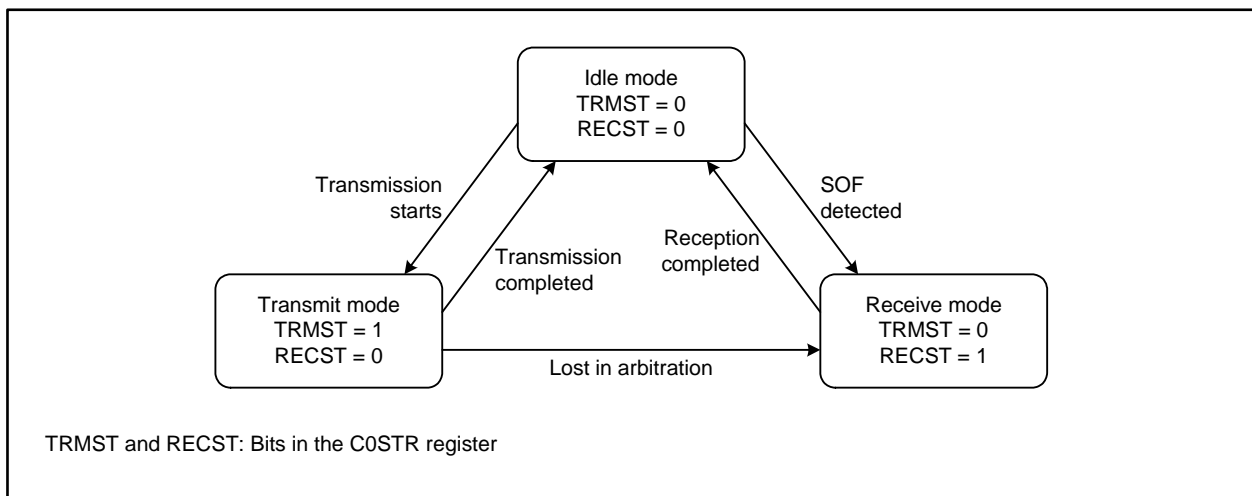 Idle mode
TRMST = 0
RECST = 0
Transmission
starts
SOF
detected
Transmission
completed
Reception
completed
Transmit mode
TRMST = 1
RECST = 0
Receive mode
TRMST = 0
RECST = 1
Lost in arbitration
TRMST and RECST: Bits in the C0STR register